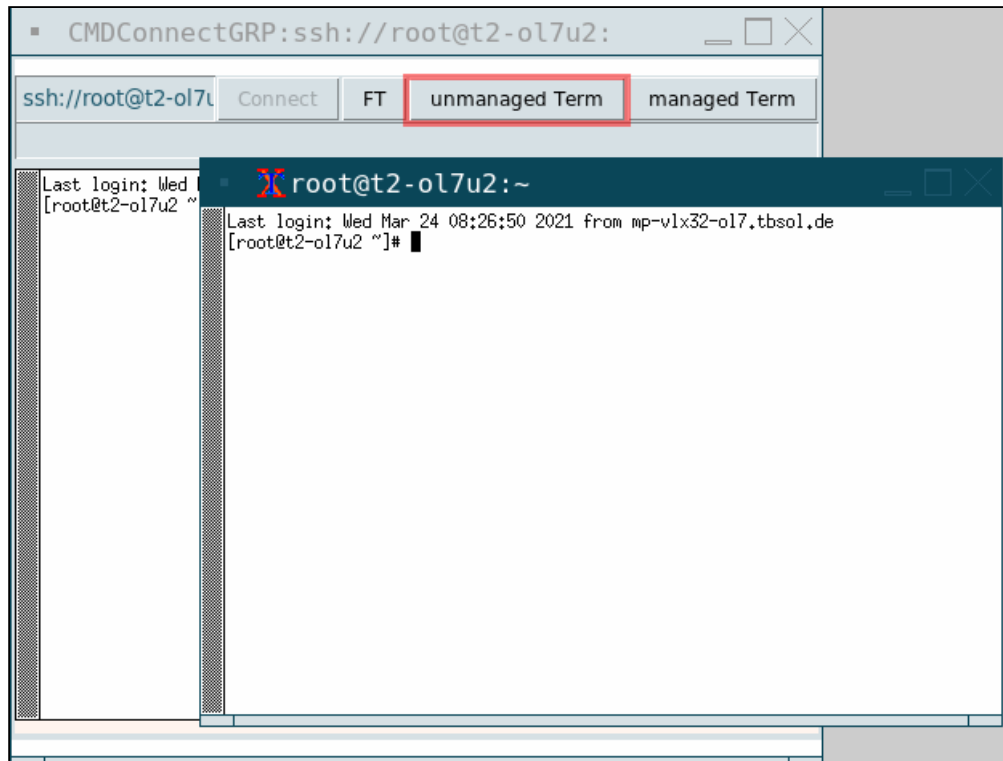 CMDConnectGRP:ssh://root@t2-ol7u2:
ssh://root@t2-ol7u Connect FT unmanaged Term managed Term
Last login: Wed
[root@t2-ol7u2 ~
root@t2-ol7u2:~
Last login: Wed Mar 24 08:26:50 2021 from mp-vlx32-ol7.tbsol.de
[root@t2-ol7u2 ~]#